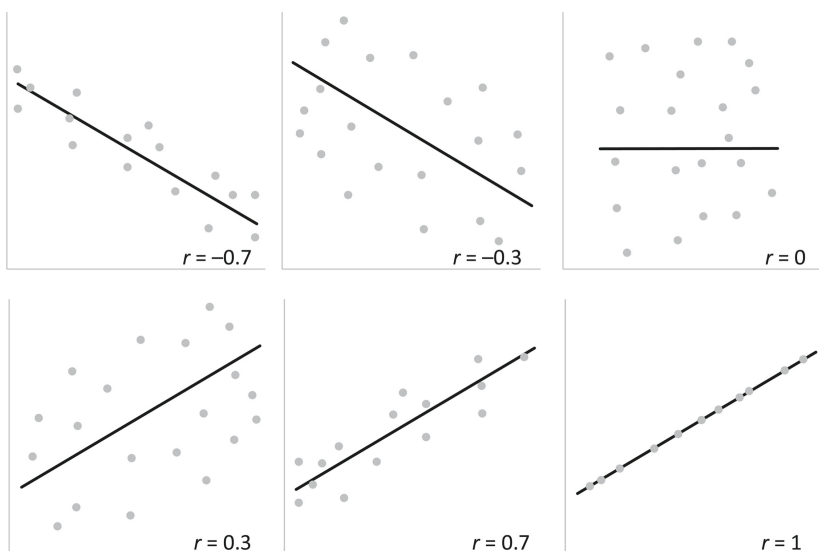 r = –0.7
r = –0.3
r = 0
r = 0.3
r = 0.7
r = 1